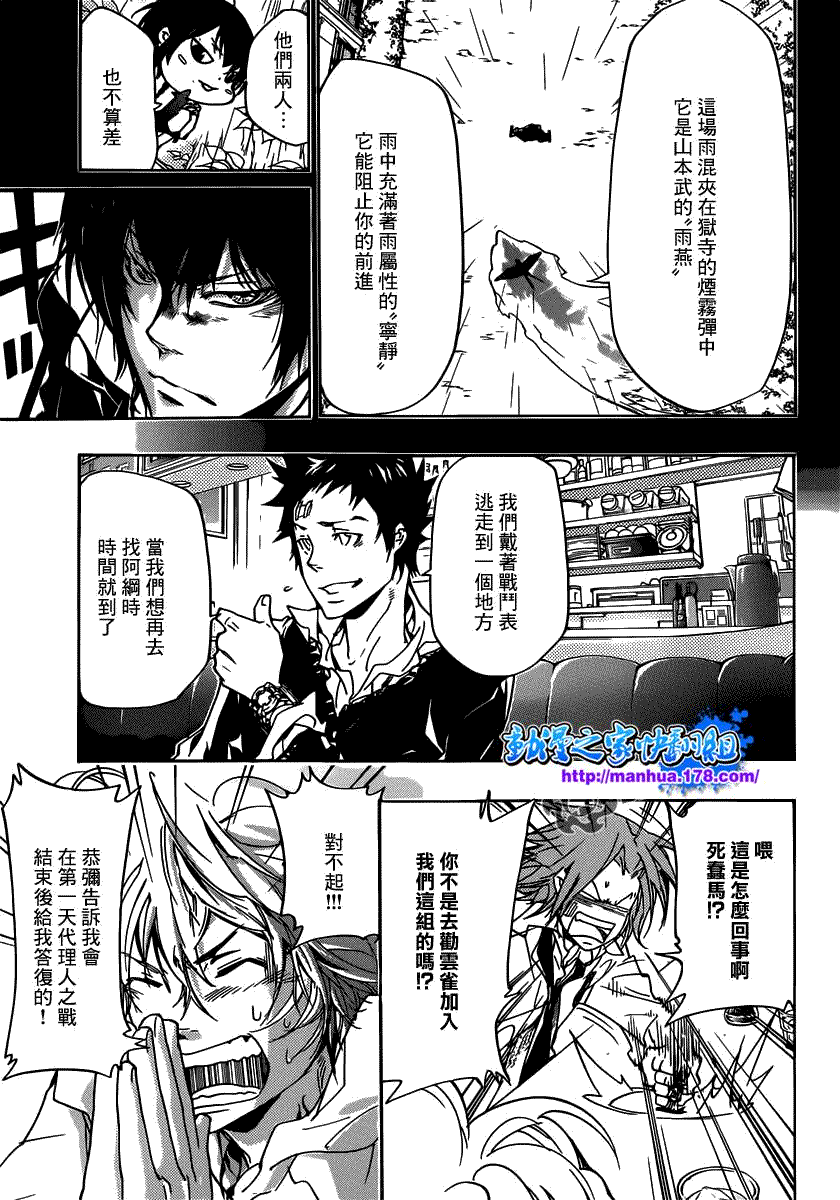 這場雨混夾在獄寺的煙霧彈中
它是山本武的〝雨燕〞
雨中充滿著雨屬性的〝寧靜〞
它能阻止你的前進
他們兩人…
也不算差
我們戴著戰鬥表
逃走到一個地方
當我們想再去
找阿綱時
時間就到了
動漫之家快翻組
http://manhua.178.com/
喂
這是怎麼回事啊
死蠢馬!?
你不是去勸雲雀加入
我們這組的嗎!?
對不起!!!
恭彌告訴我會
在第一天代理人之戰
結束後給我答復的！